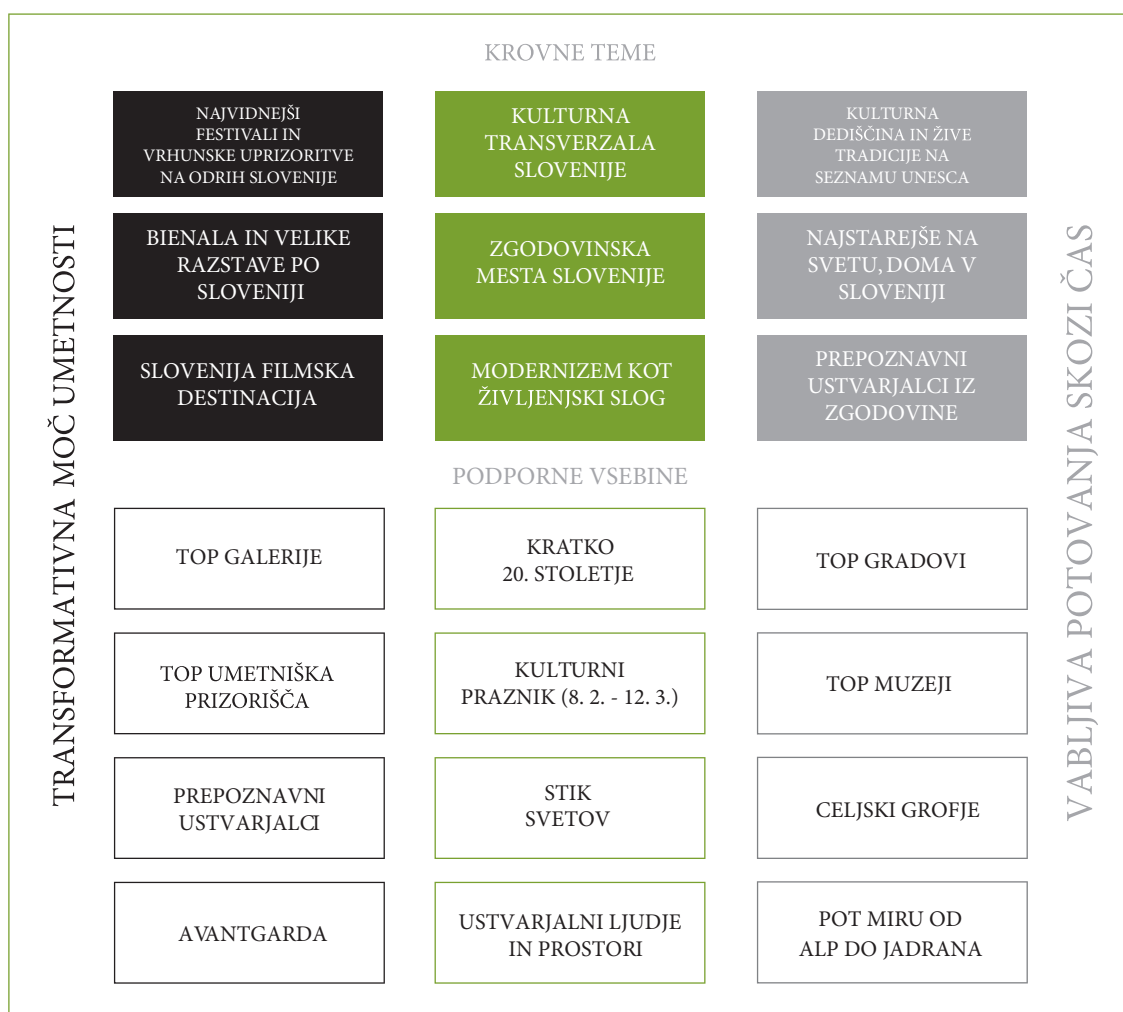 KROVNE TEME
TRANSFORMATIVNA MOČ UMETNOSTI
NAJVIDNEJŠI
FESTIVALI IN
VRHUNSKE UPRIZORITVE
NA ODRIH SLOVENIJE
KULTURNA
TRANSVERZALA
SLOVENIJE
KULTURNA
DEDIŠČINA IN ŽIVE
TRADICIJE NA
SEZNAMU UNESCA
BIENALA IN VELIKE
RAZSTAVE PO
SLOVENIJI
ZGODOVINSKA
MESTA SLOVENIJE
NAJSTAREJŠE NA
SVETU, DOMA V
SLOVENIJI
SLOVENIJA FILMSKA
DESTINACIJA
MODERNIZEM KOT
ŽIVLJENJSKI SLOG
PREPOZNAVNI
USTVARJALCI IZ
ZGODOVINE
VABLJIVA POTOVANJA SKOZI ČAS
PODPORNE VSEBINE
TOP GALERIJE
KRATKO
20. STOLETJE
TOP GRADOVI
TOP UMETNIŠKA
PRIZORIŠČA
KULTURNI
PRAZNIK (8. 2. - 12. 3.)
TOP MUZEJI
PREPOZNAVNI
USTVARJALCI
STIK
SVETOV
CELJSKI GROFJE
AVANTGARDA
USTVARJALNI LJUDJE
IN PROSTORI
POT MIRU OD
ALP DO JADRANA